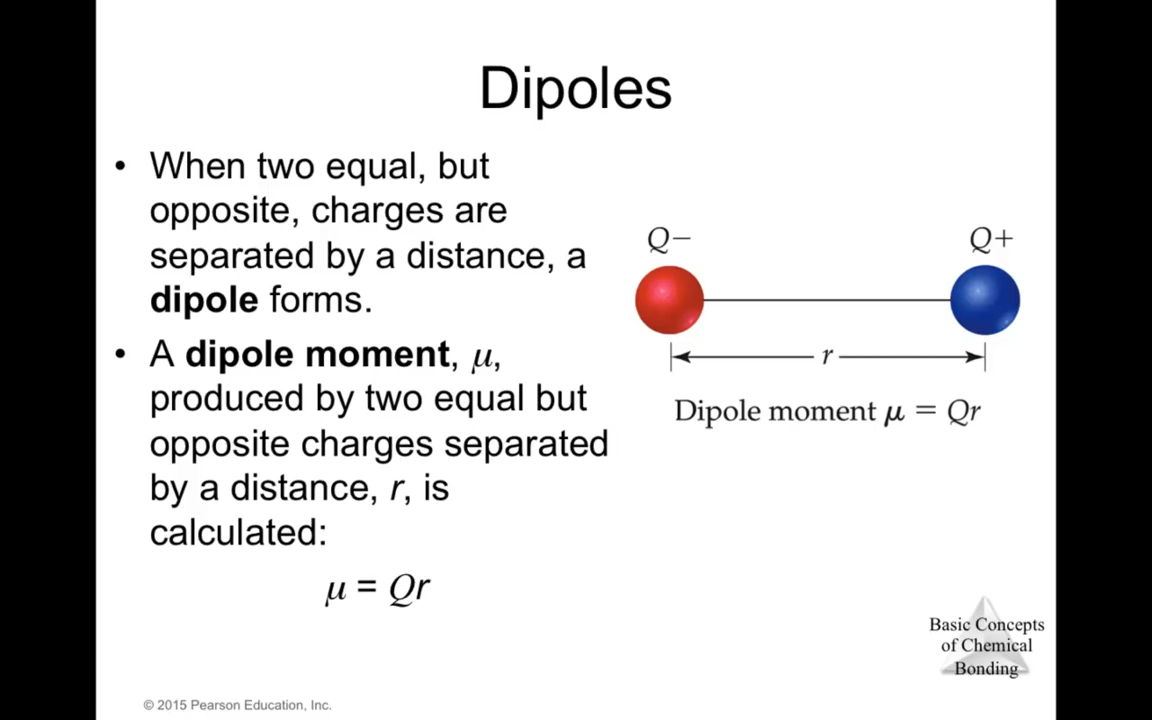 Dipoles
• When two equal, but
opposite, charges are
separated by a distance, a
dipole forms.
• A dipole moment, μ,
produced by two equal but
opposite charges separated
by a distance, r, is
calculated:
μ = Qr
Q− Q+
r
Dipole moment μ = Qr
Basic Concepts
of Chemical
Bonding
© 2015 Pearson Education, Inc.